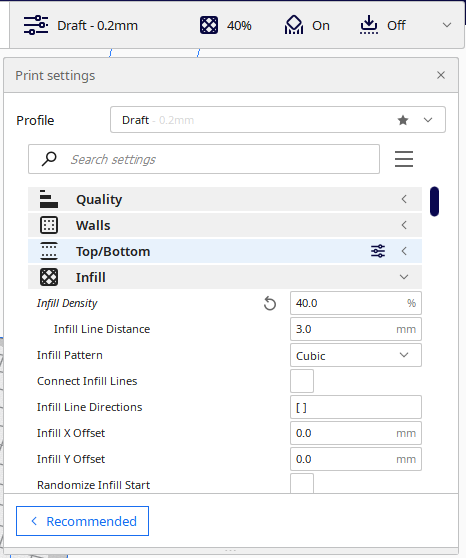 Draft - 0.2mm 40% On Off
Print settings
Profile Draft - 0.2mm
Search settings
Quality
Walls
Top/Bottom
Infill
Infill Density 40.0 %
Infill Line Distance 3.0 mm
Infill Pattern Cubic
Connect Infill Lines
Infill Line Directions [ ]
Infill X Offset 0.0 mm
Infill Y Offset 0.0 mm
Randomize Infill Start
Recommended